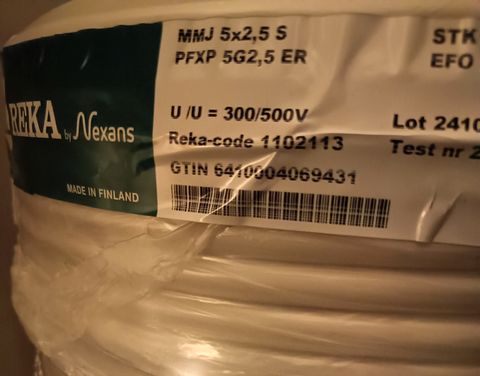 MMJ 5x2,5 S
PFXP 5G2,5 ER
STK
EFO
REKA by Nexans
MADE IN FINLAND
U /U = 300/500V
Reka-code 1102113
GTIN 6410004069431
Lot 2410
Test nr 2